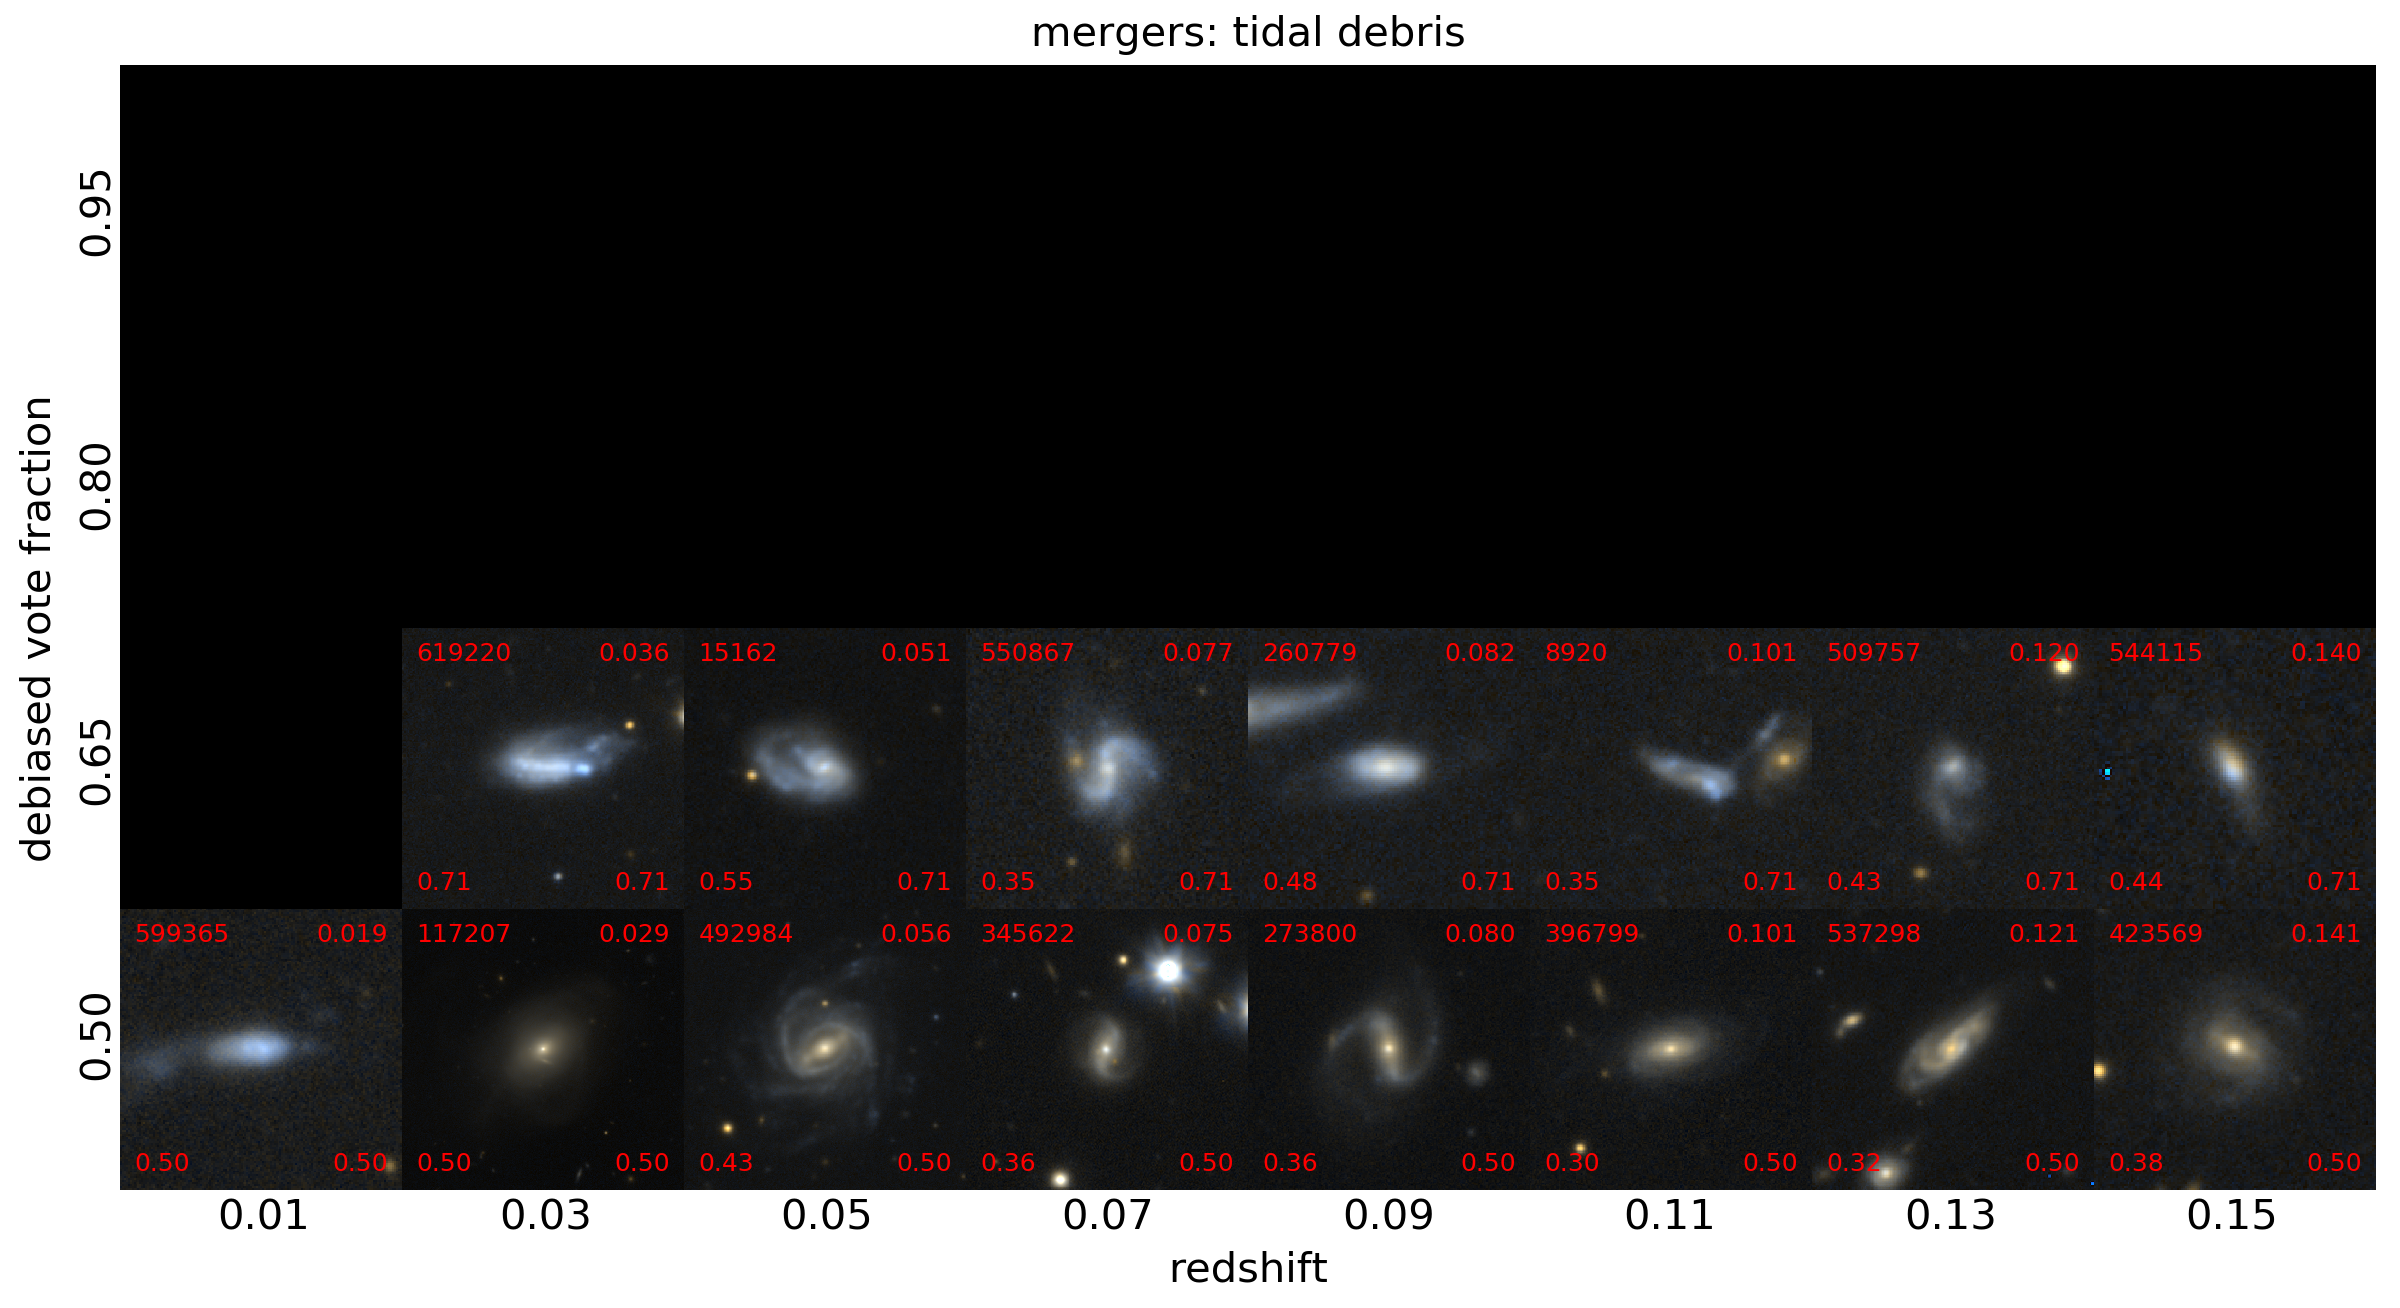 mergers: tidal debris
debiased vote fraction
0.95
0.80
0.65
0.50
619220 0.036 15162 0.051 550867 0.077 260779 0.082 8920 0.101 509757 0.120 544115 0.140
0.71 0.71 0.55 0.71 0.35 0.71 0.48 0.71 0.35 0.71 0.43 0.71 0.44 0.71
599365 0.019 117207 0.029 492984 0.056 345622 0.075 273800 0.080 396799 0.101 537298 0.121 423569 0.141
0.50 0.50 0.50 0.50 0.43 0.50 0.36 0.50 0.36 0.50 0.30 0.50 0.32 0.50 0.38 0.50
0.01 0.03 0.05 0.07 0.09 0.11 0.13 0.15
redshift